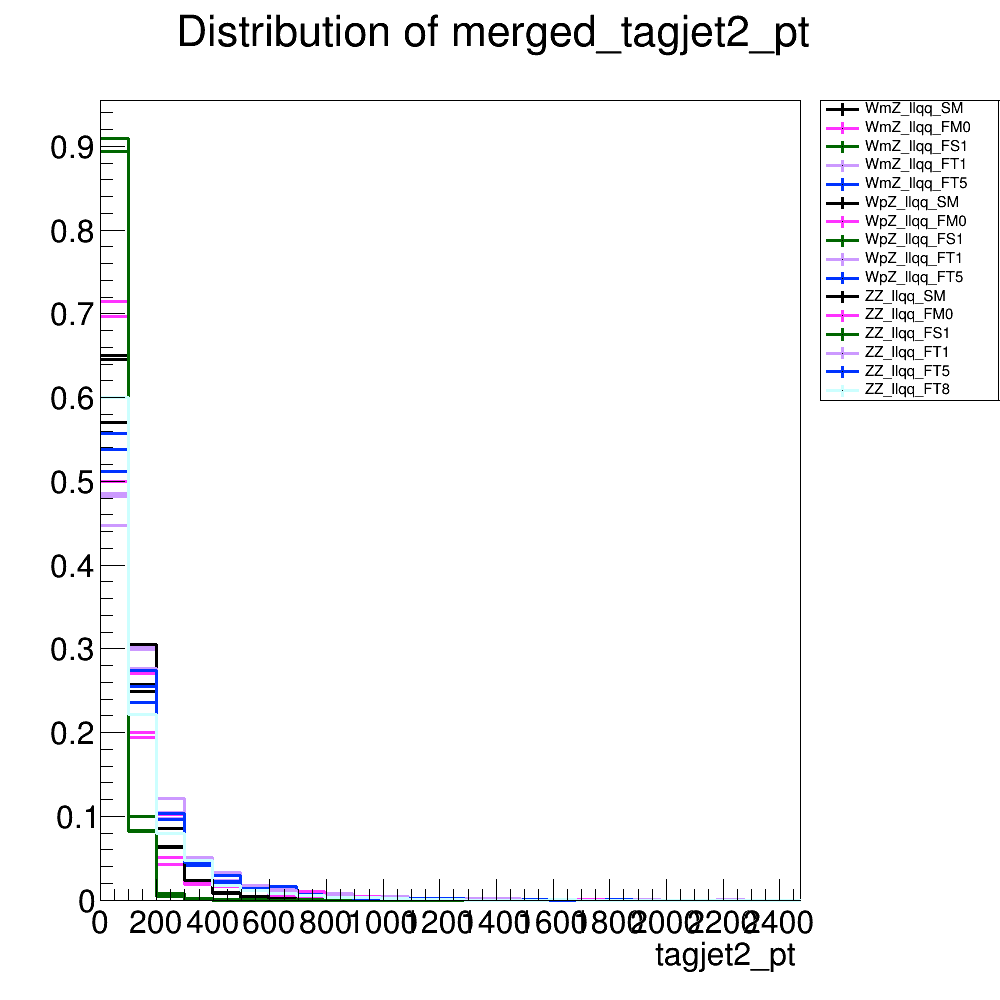 Distribution of merged_tagjet2_pt
WmZ_llqq_SM
WmZ_llqq_FM0
WmZ_llqq_FS1
WmZ_llqq_FT1
WmZ_llqq_FT5
WpZ_llqq_SM
WpZ_llqq_FM0
WpZ_llqq_FS1
WpZ_llqq_FT1
WpZ_llqq_FT5
ZZ_llqq_SM
ZZ_llqq_FM0
ZZ_llqq_FS1
ZZ_llqq_FT1
ZZ_llqq_FT5
ZZ_llqq_FT8
0.9
0.8
0.7
0.6
0.5
0.4
0.3
0.2
0.1
0
0 200 400 600 800 1000 1200 1400 1600 1800 2000 2200 2400
tagjet2_pt